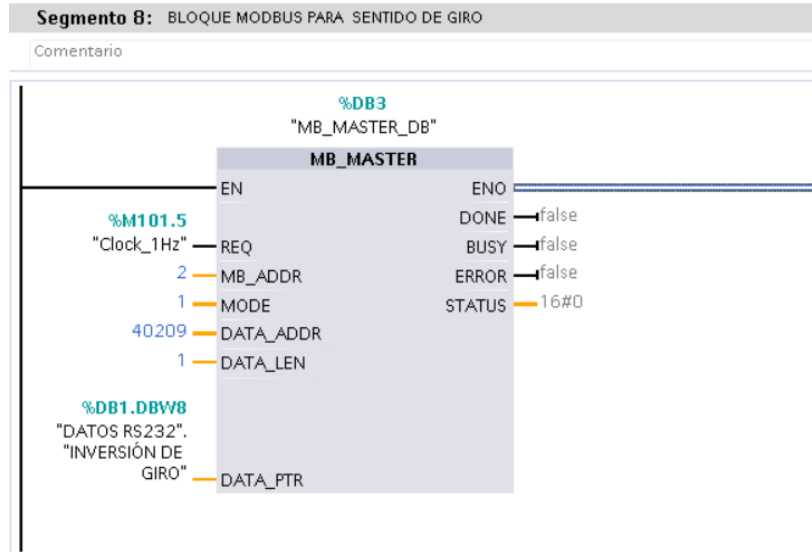 Segmento 8: BLOQUE MODBUS PARA SENTIDO DE GIRO
Comentario
%DB3
"MB_MASTER_DB"
MB_MASTER
EN ENO
DONE false
%M101.5
"Clock_1Hz" REQ BUSY false
2 MB_ADDR ERROR false
1 MODE STATUS 16#0
40209 DATA_ADDR
1 DATA_LEN
%DB1.DBW8
"DATOS RS232".
"INVERSIÓN DE
GIRO" DATA_PTR